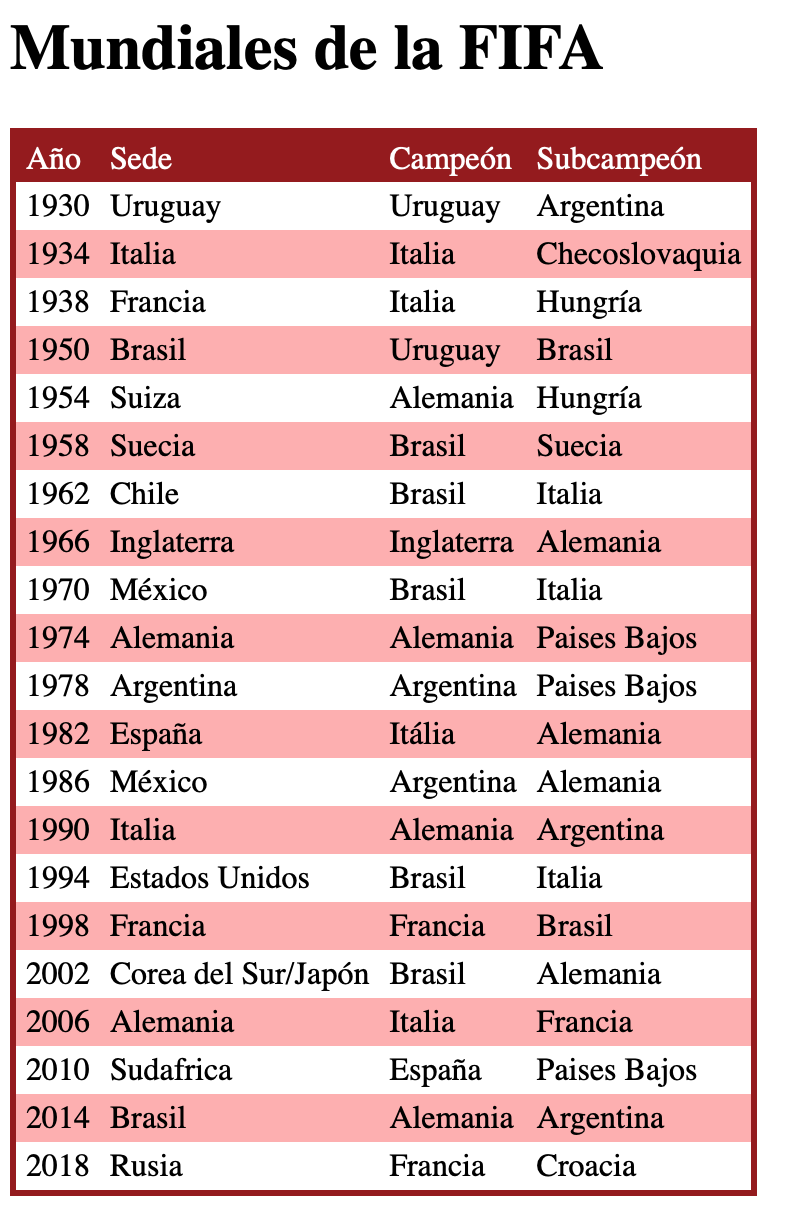 Mundiales de la FIFA
Año Sede Campeón Subcampeón
1930 Uruguay Uruguay Argentina
1934 Italia Italia Checoslovaquia
1938 Francia Italia Hungría
1950 Brasil Uruguay Brasil
1954 Suiza Alemania Hungría
1958 Suecia Brasil Suecia
1962 Chile Brasil Italia
1966 Inglaterra Inglaterra Alemania
1970 México Brasil Italia
1974 Alemania Alemania Paises Bajos
1978 Argentina Argentina Paises Bajos
1982 España Itália Alemania
1986 México Argentina Alemania
1990 Italia Alemania Argentina
1994 Estados Unidos Brasil Italia
1998 Francia Francia Brasil
2002 Corea del Sur/Japón Brasil Alemania
2006 Alemania Italia Francia
2010 Sudafrica España Paises Bajos
2014 Brasil Alemania Argentina
2018 Rusia Francia Croacia